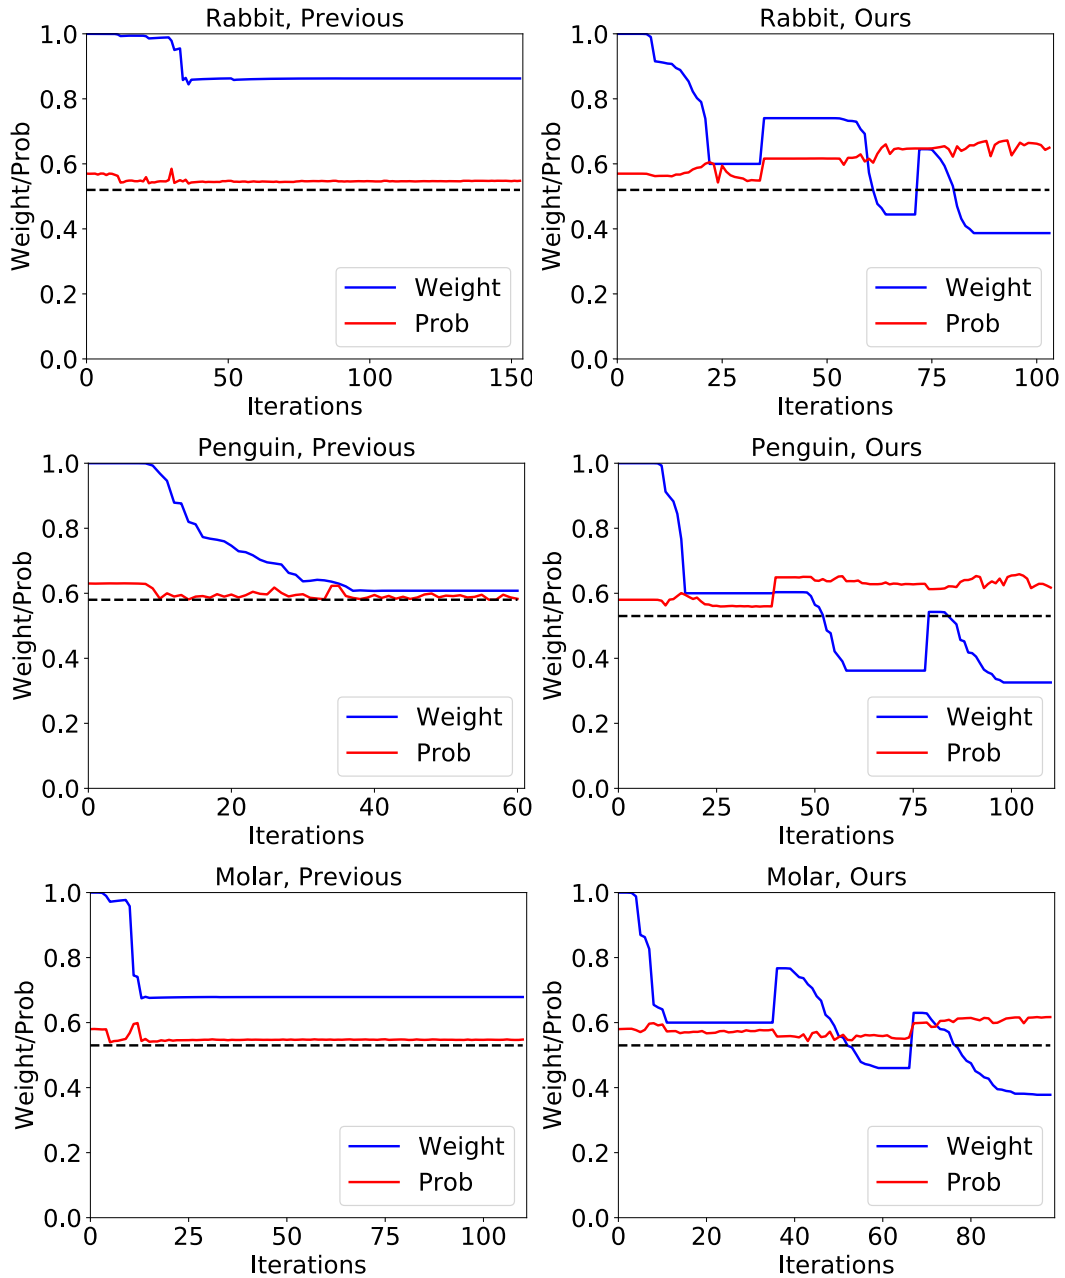 Rabbit, Previous
1.0
0.8
0.6
0.4
0.2
0.0
Weight/Prob
Weight
Prob
0 50 100 150
Iterations
Rabbit, Ours
1.0
0.8
0.6
0.4
0.2
0.0
Weight/Prob
Weight
Prob
0 25 50 75 100
Iterations
Penguin, Previous
1.0
0.8
0.6
0.4
0.2
0.0
Weight/Prob
Weight
Prob
0 20 40 60
Iterations
Penguin, Ours
1.0
0.8
0.6
0.4
0.2
0.0
Weight/Prob
Weight
Prob
0 25 50 75 100
Iterations
Molar, Previous
1.0
0.8
0.6
0.4
0.2
0.0
Weight/Prob
Weight
Prob
0 25 50 75 100
Iterations
Molar, Ours
1.0
0.8
0.6
0.4
0.2
0.0
Weight/Prob
Weight
Prob
0 20 40 60 80
Iterations